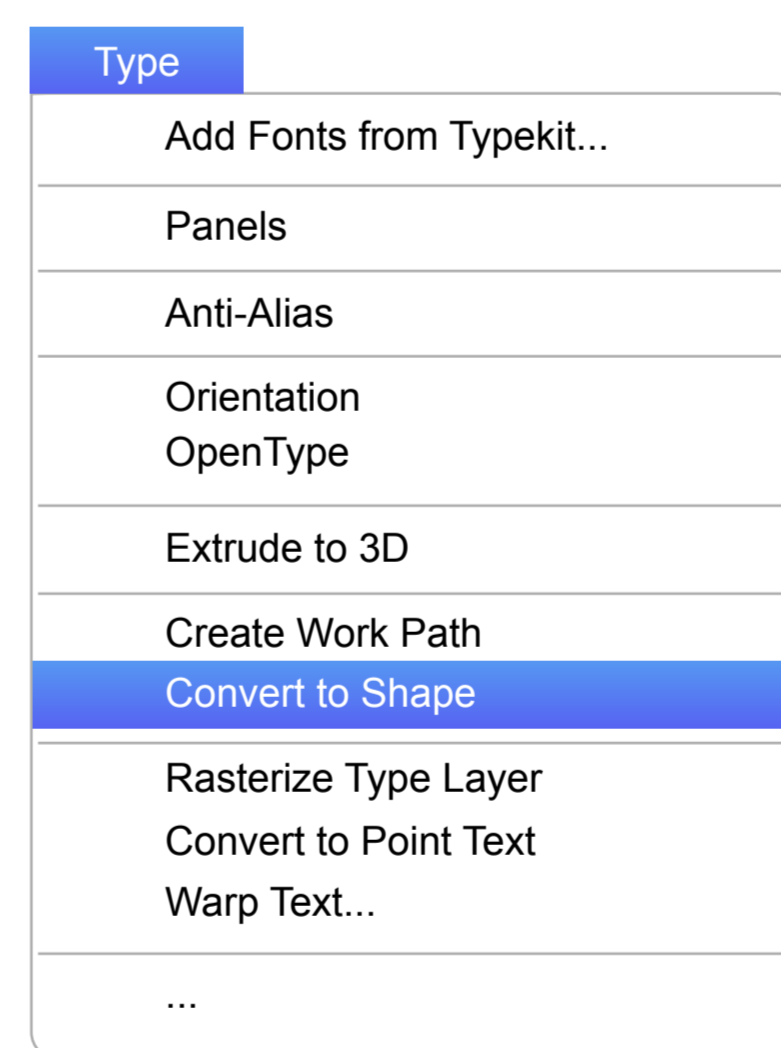 Type
Add Fonts from Typekit...
Panels
Anti-Alias
Orientation
OpenType
Extrude to 3D
Create Work Path
Convert to Shape
Rasterize Type Layer
Convert to Point Text
Warp Text...
...